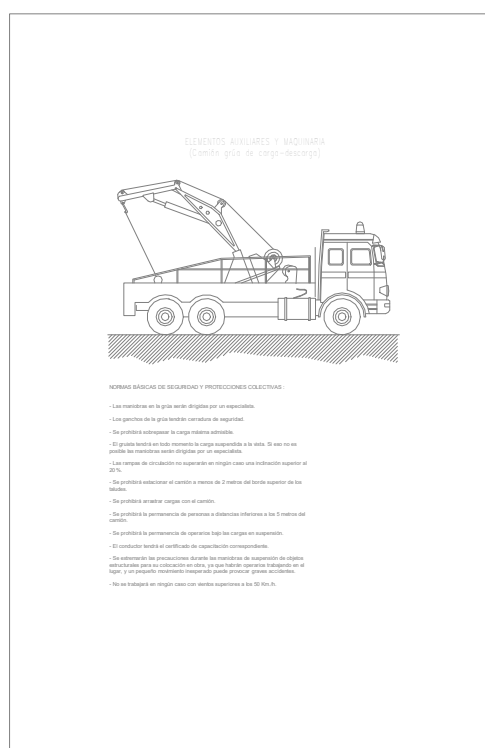 ELEMENTOS AUXILIARES Y MAQUINARIA
(Camión grúa de carga-descarga)
NORMAS BÁSICAS DE SEGURIDAD Y PROTECCIONES COLECTIVAS :
- Las maniobras en la grúa serán dirigidas por un especialista.
- Los ganchos de la grúa tendrán cerradura de seguridad.
- Se prohibirá sobrepasar la carga máxima admisible.
- El gruista tendrá en todo momento la carga suspendida a la vista. Si eso no es
posible las maniobras serán dirigidas por un especialista.
- Las rampas de circulación no superarán en ningún caso una inclinación superior al
20 %.
- Se prohibirá estacionar el camión a menos de 2 metros del borde superior de los
taludes.
- Se prohibirá arrastrar cargas con el camión.
- Se prohibirá la permanencia de personas a distancias inferiores a los 5 metros del
camión.
- Se prohibirá la permanencia de operarios bajo las cargas en suspensión.
- El conductor tendrá el certificado de capacitación correspondiente.
- Se extremarán las precauciones durante las maniobras de suspensión de objetos
estructurales para su colocación en obra, ya que habrán operarios trabajando en el
lugar, y un pequeño movimiento inesperado puede provocar graves accidentes.
- No se trabajará en ningún caso con vientos superiores a los 50 Km./h.